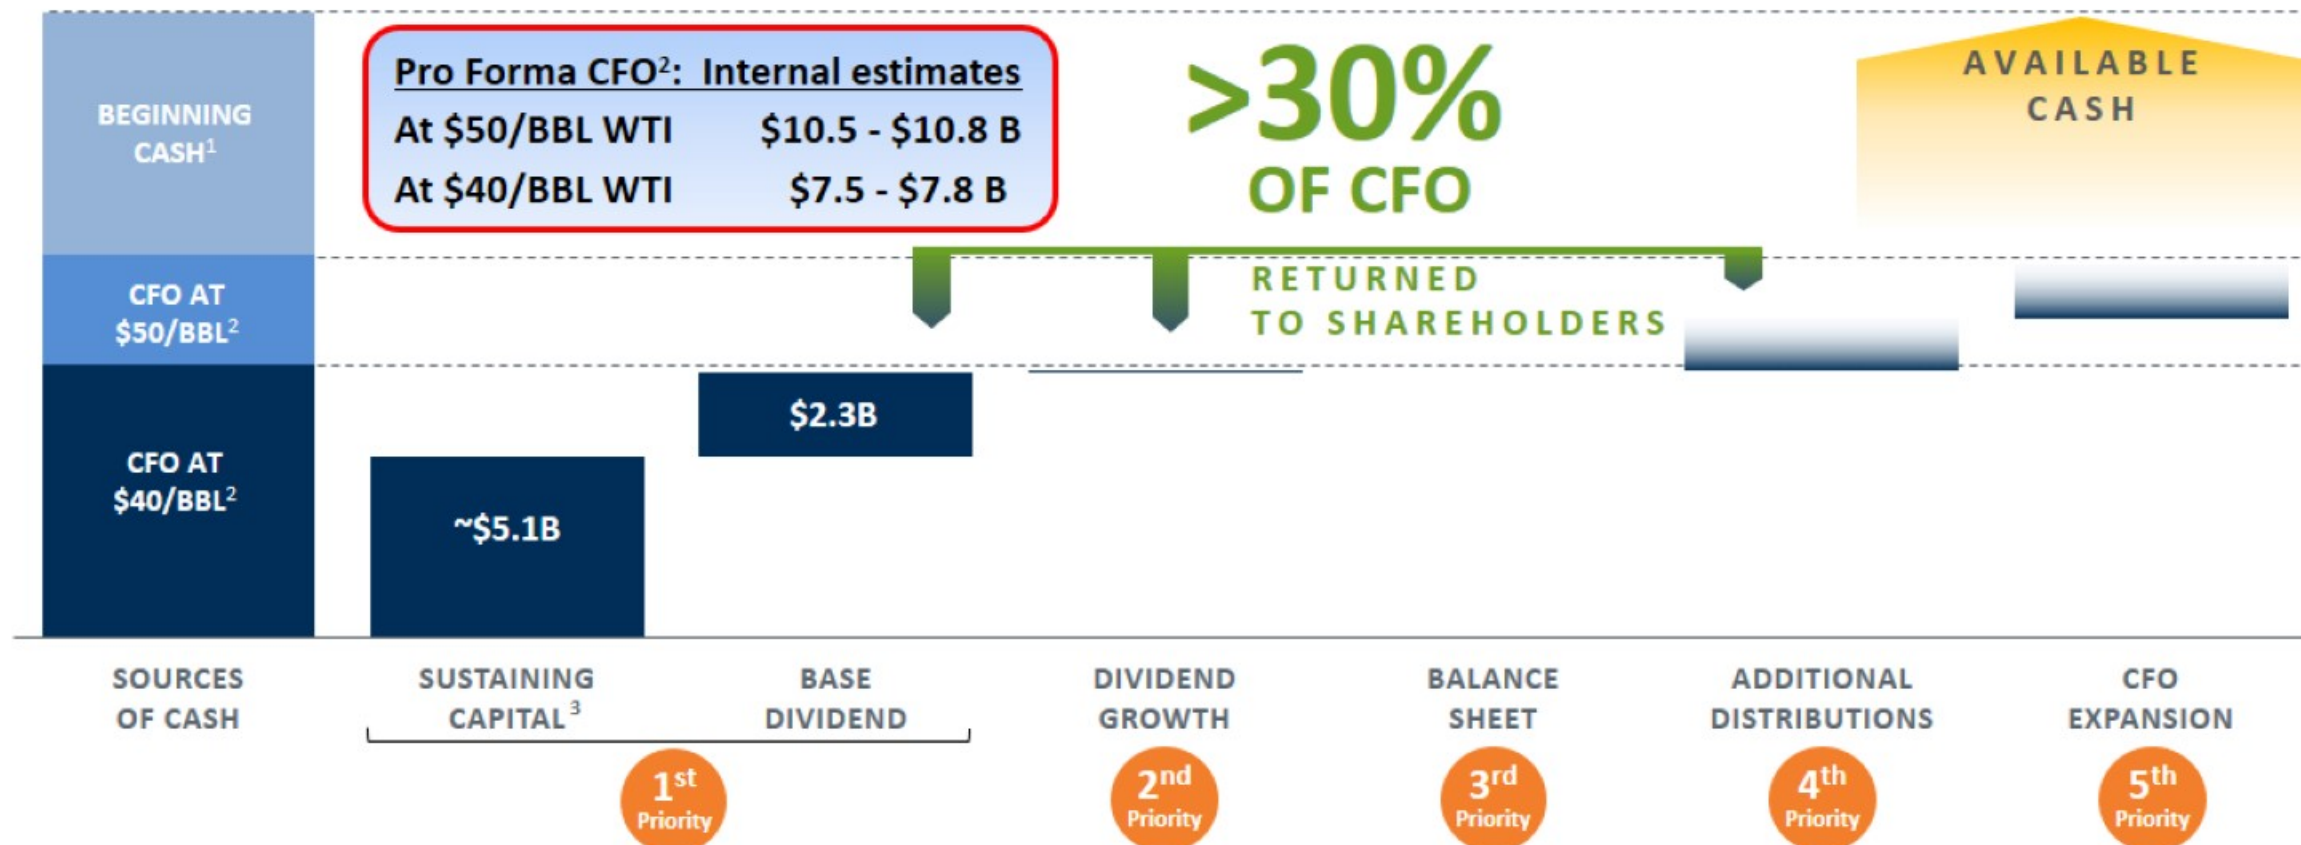 BEGINNING
CASH¹
CFO AT
$50/BBL²
CFO AT
$40/BBL²
Pro Forma CFO²: Internal estimates
At $50/BBL WTI $10.5 - $10.8 B
At $40/BBL WTI $7.5 - $7.8 B
>30%
OF CFO
RETURNED
TO SHAREHOLDERS
AVAILABLE
CASH
~$5.1B
$2.3B
SOURCES
OF CASH
SUSTAINING
CAPITAL³
BASE
DIVIDEND
DIVIDEND
GROWTH
BALANCE
SHEET
ADDITIONAL
DISTRIBUTIONS
CFO
EXPANSION
1st
Priority
2nd
Priority
3rd
Priority
4th
Priority
5th
Priority